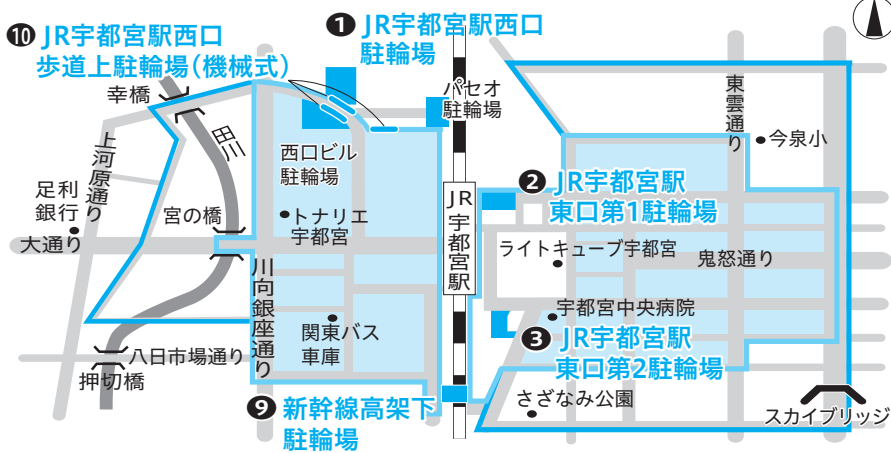 ❿ JR宇都宮駅西口
歩道上駐輪場（機械式）
❶ JR宇都宮駅西口
駐輪場
幸橋
田川
上河原通り
足利
銀行
大通り
宮の橋
西口ビル
駐輪場
トナリエ
宇都宮
パセオ
駐輪場
JR宇都宮駅
川向銀座通り
関東バス
車庫
八日市場通り
押切橋
❾ 新幹線高架下
駐輪場
東雲通り
今泉小
❷ JR宇都宮駅
東口第1駐輪場
ライトキューブ宇都宮
鬼怒通り
宇都宮中央病院
❸ JR宇都宮駅
東口第2駐輪場
さざなみ公園
スカイブリッジ